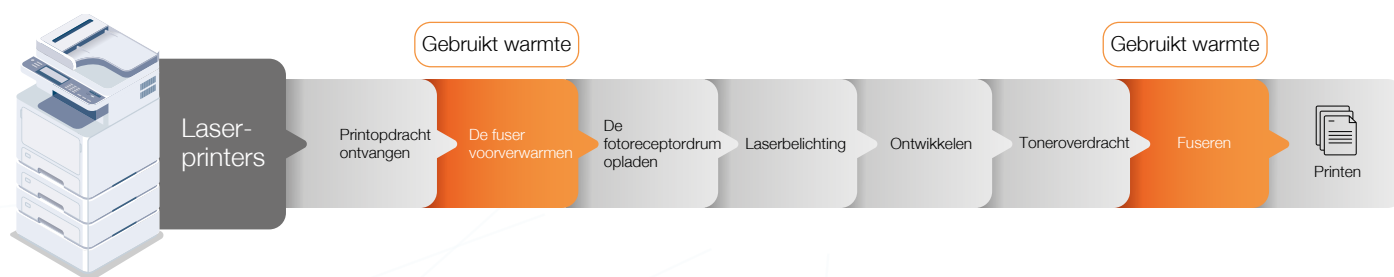 Gebruikt warmte
Gebruikt warmte
Laser-
printers
Printopdracht
ontvangen
De fuser
voorverwarmen
De
fotoreceptordrum
opladen
Laserbelichting
Ontwikkelen
Toneroverdracht
Fuseren
Printen